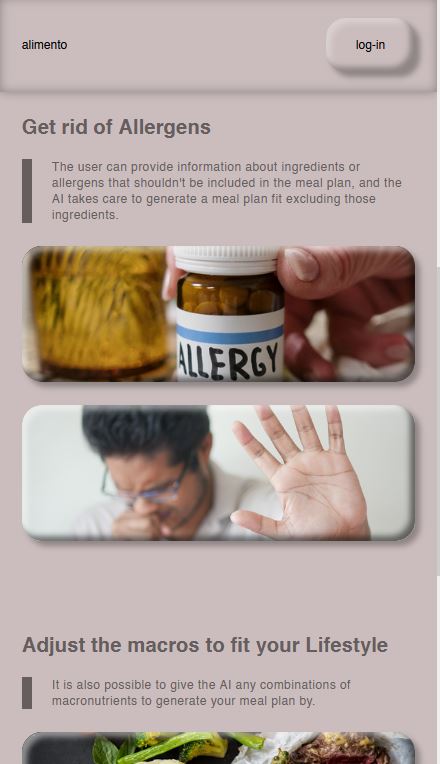 alimento
log-in
Get rid of Allergens
The user can provide information about ingredients or
allergens that shouldn't be included in the meal plan, and the
AI takes care to generate a meal plan fit excluding those
ingredients.
ALLERGY
Adjust the macros to fit your Lifestyle
It is also possible to give the AI any combinations of
macronutrients to generate your meal plan by.